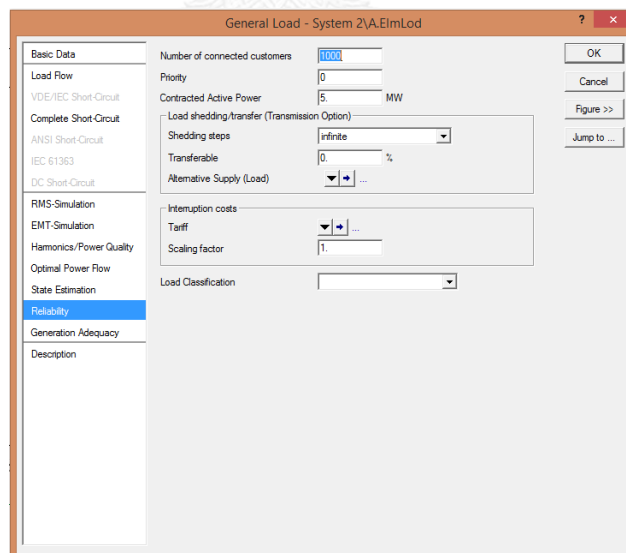 General Load - System 2\A.ElmLod
? ×
Basic Data
Load Flow
VDE/IEC Short-Circuit
Complete Short-Circuit
ANSI Short-Circuit
IEC 61363
DC Short-Circuit
RMS-Simulation
EMT-Simulation
Harmonics/Power Quality
Optimal Power Flow
State Estimation
Reliability
Generation Adequacy
Description
Number of connected customers 1000
Priority 0
Contracted Active Power 5. MW
Load shedding/transfer (Transmission Option)
Shedding steps infinite
Transferable 0. %
Alternative Supply (Load) ...
Interruption costs
Tariff ...
Scaling factor 1.
Load Classification
OK
Cancel
Figure >>
Jump to ...